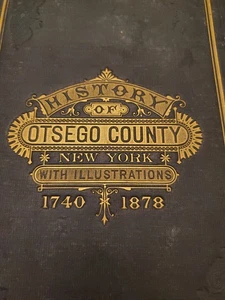 HISTORY
OF
OTSEGO COUNTY
NEW YORK
WITH ILLUSTRATIONS
1740 1878